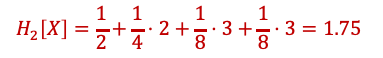 H₂[X] = 1/2 + 1/4 · 2 + 1/8 · 3 + 1/8 · 3 = 1.75